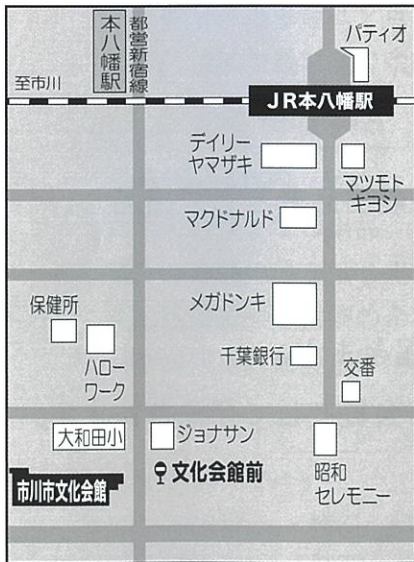 本八幡駅
都営新宿線
パティオ
至市川
JR本八幡駅
デイリー
ヤマザキ
マツモト
キヨシ
マクドナルド
保健所
メガドンキ
ハロー
ワーク
千葉銀行
交番
大和田小
ジョナサン
文化会館前
昭和
セレモニー
市川市文化会館